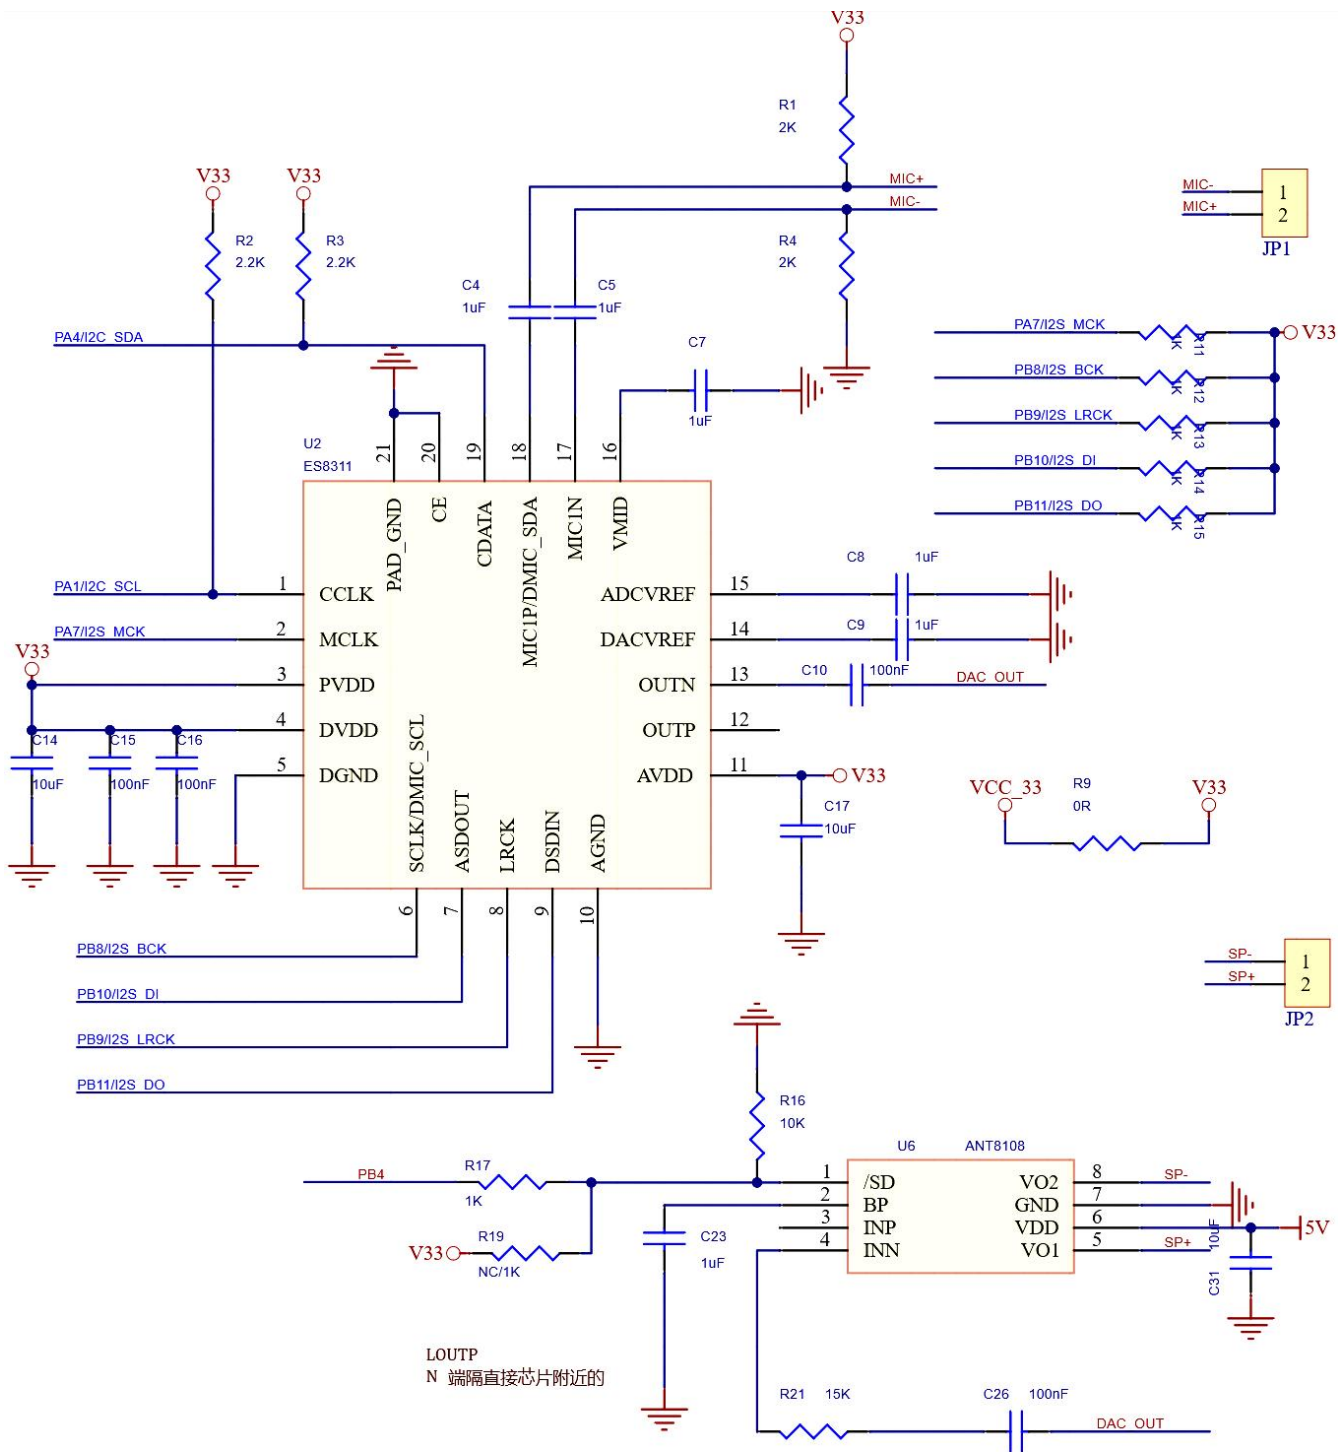 V33
R1
2K
MIC+
MIC-
MIC-
MIC+
1
2
JP1
V33
V33
R2
2.2K
R3
2.2K
R4
2K
C4
1uF
C5
1uF
PA4/I2C_SDA
C7
1uF
PA7/I2S_MCK
1K
R11
V33
PB8/I2S_BCK
1K
R12
PB9/I2S_LRCK
1K
R13
PB10/I2S_DI
1K
R14
PB11/I2S_DO
1K
R15
U2
ES8311
21
20
19
18
17
16
PAD_GND
CE
CDATA
MIC1P/DMIC_SDA
MIC1N
VMID
PA1/I2C_SCL
1
CCLK
ADCVREF
15
C8
1uF
PA7/I2S_MCK
2
MCLK
DACVREF
14
C9
1uF
V33
3
PVDD
OUTN
13
C10
100nF
DAC_OUT
4
DVDD
OUTP
12
C14
10uF
C15
100nF
C16
100nF
5
DGND
AVDD
11
V33
C17
10uF
SCLK/DMIC_SCL
ASDOUT
LRCK
DSDIN
AGND
6
7
8
9
10
VCC_33
R9
0R
V33
PB8/I2S_BCK
PB10/I2S_DI
PB9/I2S_LRCK
PB11/I2S_DO
SP-
SP+
1
2
JP2
R16
10K
U6
ANT8108
PB4
R17
1K
1
/SD
VO2
8
SP-
2
BP
GND
7
3
INP
VDD
6
5V
4
INN
VO1
5
SP+
10uF
C31
V33
R19
NC/1K
C23
1uF
LOUTP
N 端隔直接芯片附近的
R21
15K
C26
100nF
DAC_OUT